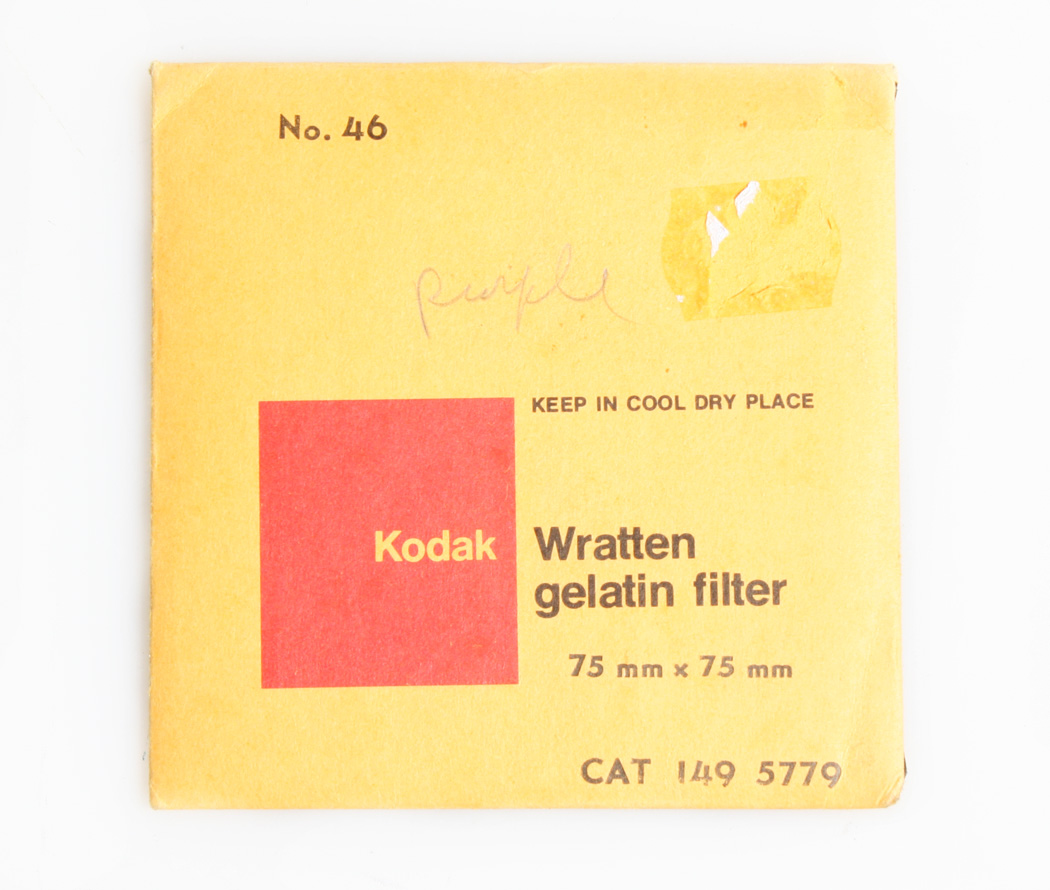 No. 46
purple
KEEP IN COOL DRY PLACE
Kodak Wratten
gelatin filter
75 mm x 75 mm
CAT 149 5779